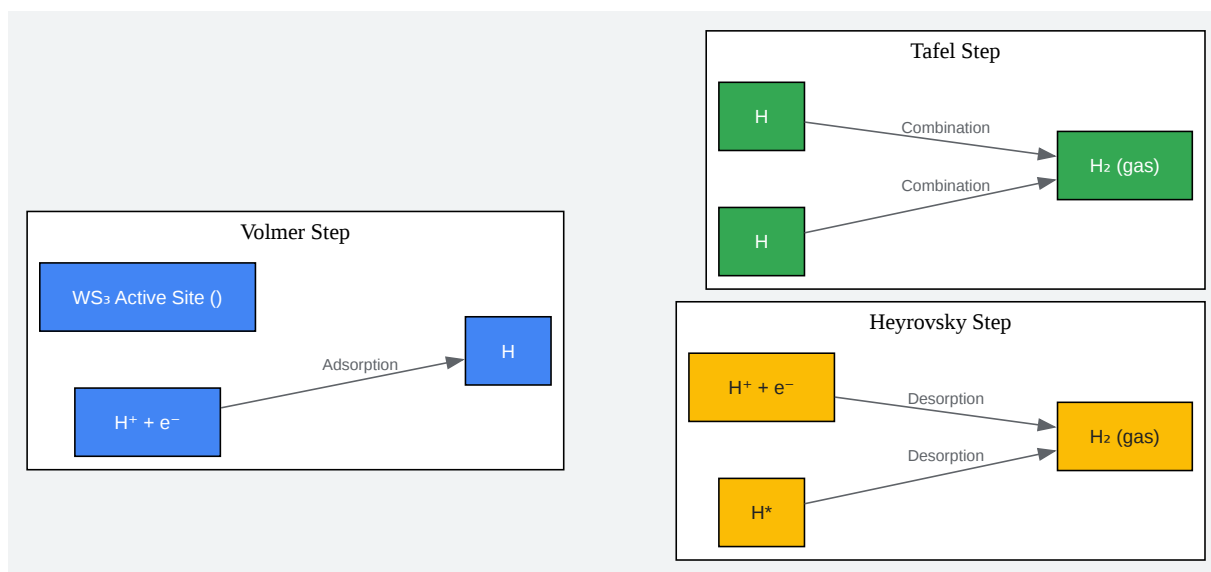 Volmer Step
WS₃ Active Site ()
H⁺ + e⁻
Adsorption
H
Tafel Step
H
H
Combination
Combination
H₂ (gas)
Heyrovsky Step
H⁺ + e⁻
H*
Desorption
Desorption
H₂ (gas)